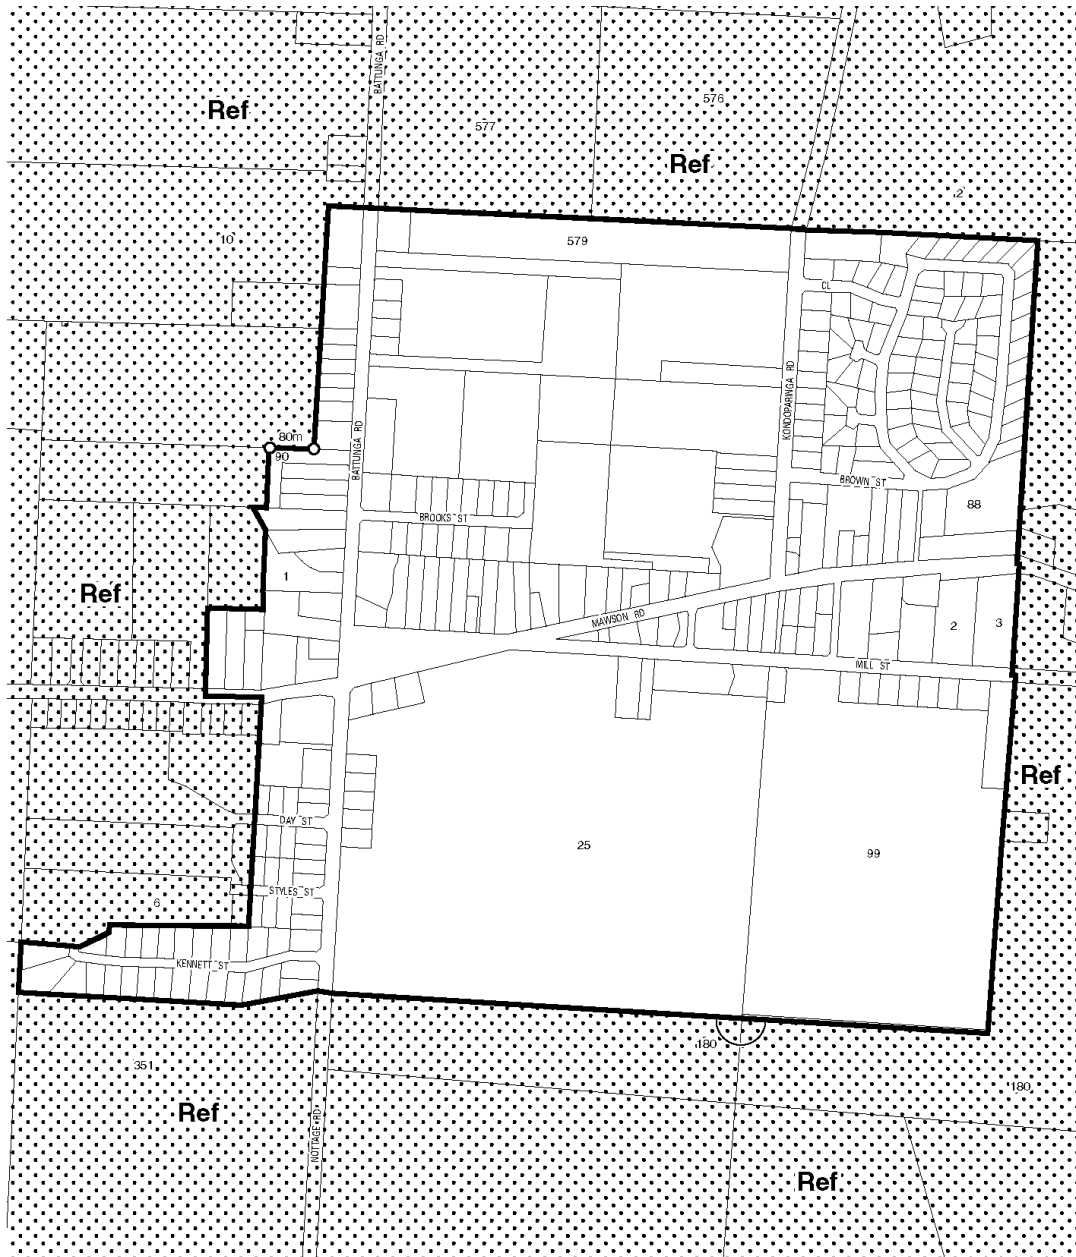 BATTUNGA RD
Ref
576
577
Ref
2
10
579
CL
KONDOPARINGA RD
80m
90
BATTUNGA RD
BROWN ST
88
BROOKS ST
1
Ref
MAWSON RD
2
3
MILL ST
Ref
DAY ST
25
99
STYLES ST
6
KENNETT ST
180
351
180
Ref
NOTTAGE RD
Ref